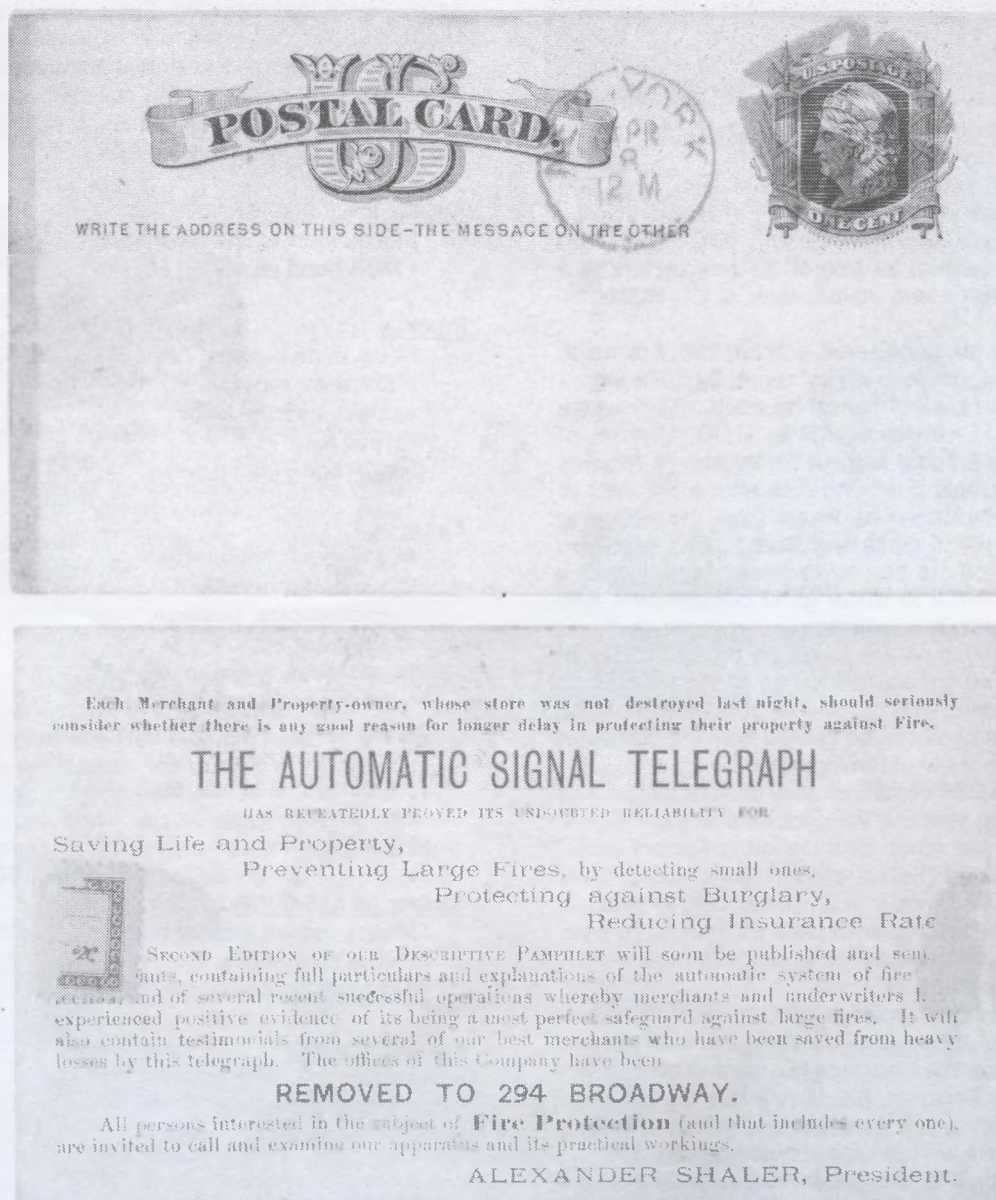 US
POSTAL CARD.
YORK
APR
8
12 M
U.S. POSTAGE
ONE CENT
WRITE THE ADDRESS ON THIS SIDE-THE MESSAGE ON THE OTHER
Each Merchant and Property-owner, whose store was not destroyed last night, should seriously
consider whether there is any good reason for longer delay in protecting their property against Fire.
THE AUTOMATIC SIGNAL TELEGRAPH
HAS REPEATEDLY PROVED ITS UNDOUBTED RELIABILITY FOR
Saving Life and Property,
Preventing Large Fires, by detecting small ones,
Protecting against Burglary,
Reducing Insurance Rate
SECOND EDITION OF OUR DESCRIPTIVE PAMPHLET will soon be published and sen
ants, containing full particulars and explanations of the automatic system of fire
and of several recent successful operations whereby merchants and underwriters h
experienced positive evidence of its being a most perfect safeguard against large fires. It will
also contain testimonials from several of our best merchants who have been saved from heavy
losses by this telegraph. The offices of this Company have been
REMOVED TO 294 BROADWAY.
All persons interested in the subject of Fire Protection (and that includes every one),
are invited to call and examine our apparatus and its practical workings.
ALEXANDER SHALER, President.